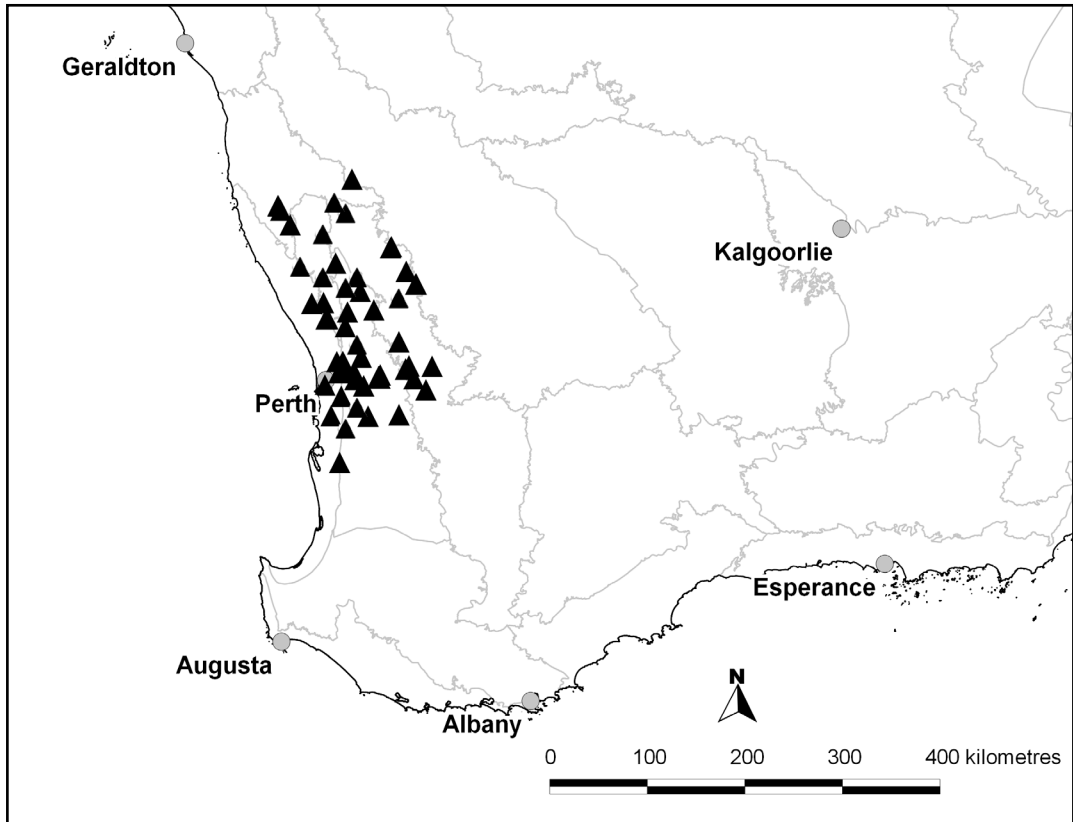 Geraldton
Kalgoorlie
Perth
Esperance
Augusta
N
Albany
0 100 200 300 400 kilometres